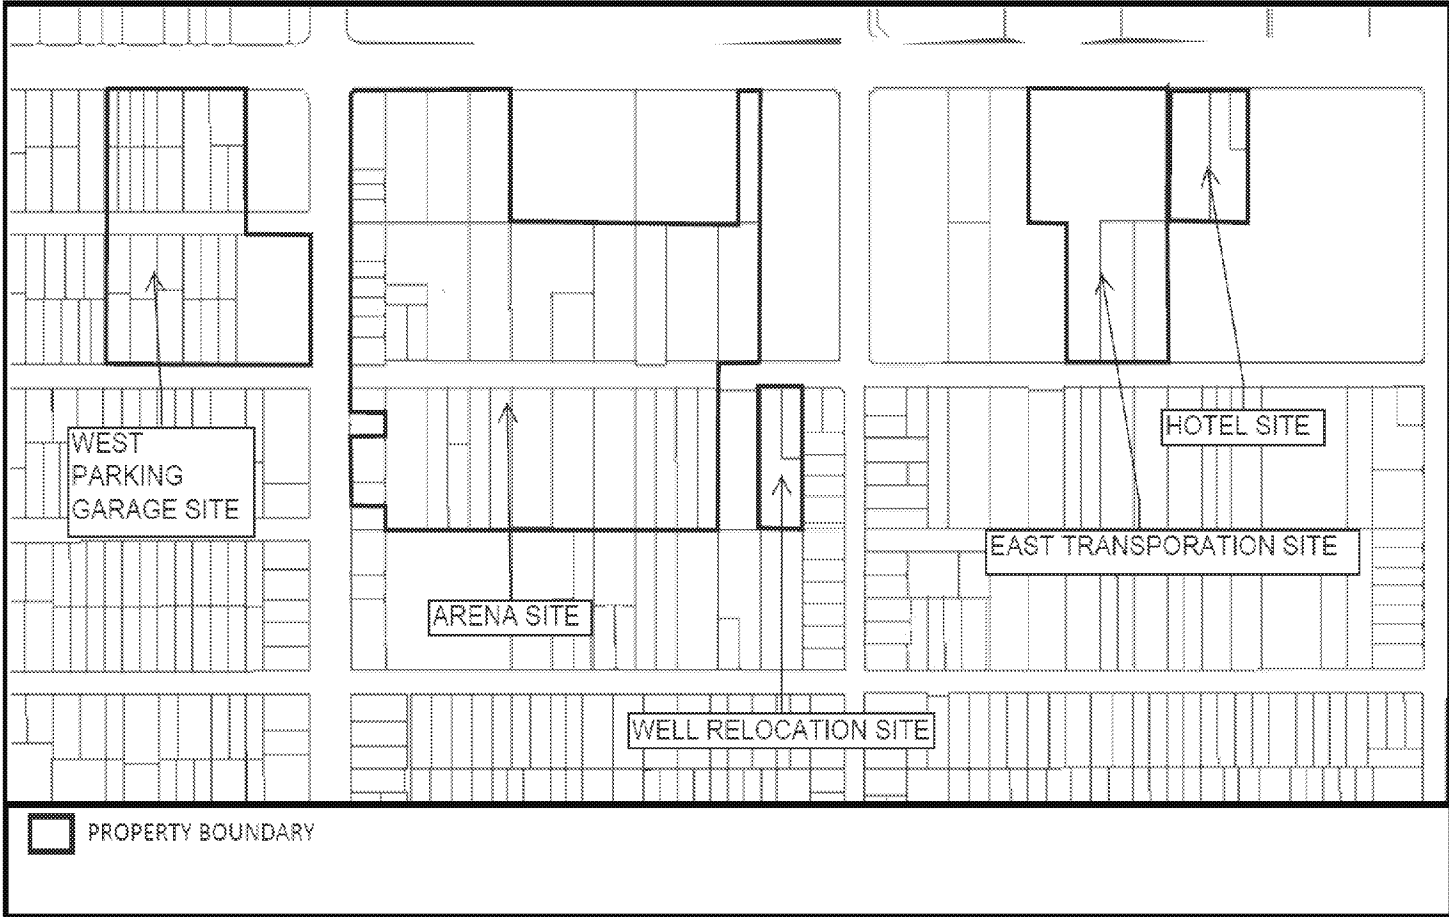 HOTEL SITE
WEST
PARKING
GARAGE SITE
EAST TRANSPORATION SITE
ARENA SITE
WELL RELOCATION SITE
PROPERTY BOUNDARY